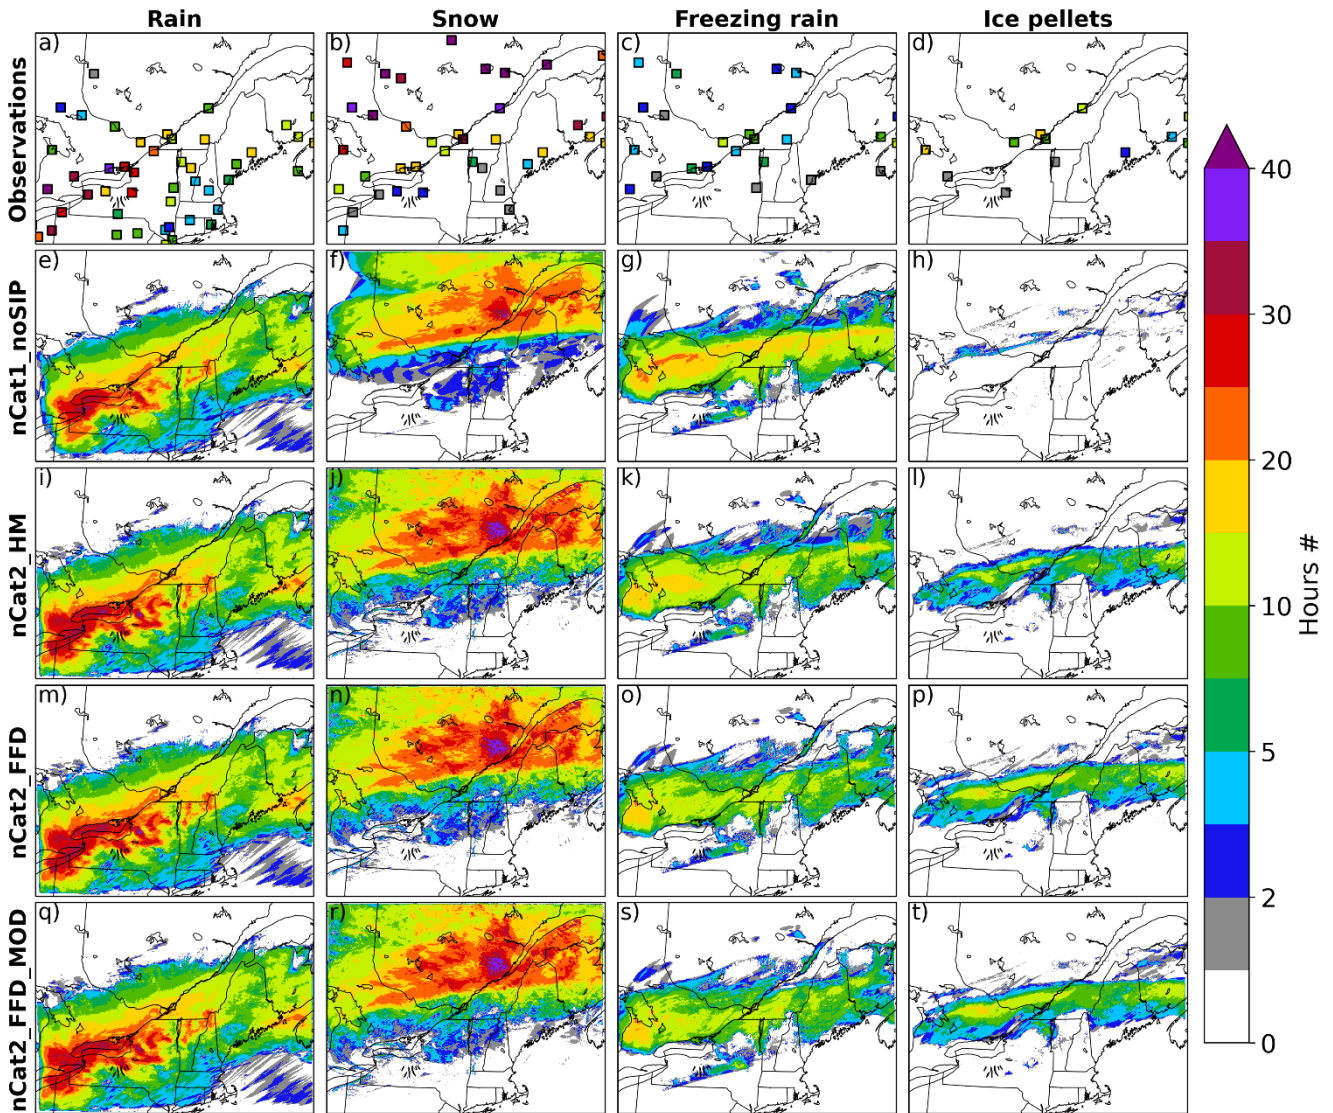 Rain Snow Freezing rain Ice pellets
Observations
a) b) c) d)
nCat1_noSIP
e) f) g) h)
nCat2_HM
i) j) k) l)
nCat2_FFD
m) n) o) p)
nCat2_FFD_MOD
q) r) s) t)
40
30
20
10
5
2
0
Hours #